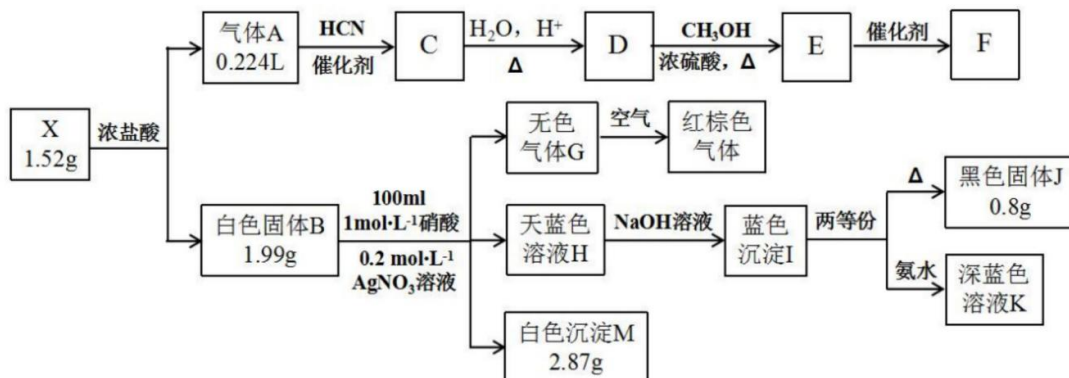 X
1.52g
浓盐酸
气体A
0.224L
HCN
催化剂
C
H₂O，H⁺
Δ
D
CH₃OH
浓硫酸，Δ
E
催化剂
F
白色固体B
1.99g
100ml
1mol·L⁻¹硝酸
0.2 mol·L⁻¹
AgNO₃溶液
无色
气体G
空气
红棕色
气体
天蓝色
溶液H
NaOH溶液
蓝色
沉淀I
两等份
Δ
黑色固体J
0.8g
氨水
深蓝色
溶液K
白色沉淀M
2.87g